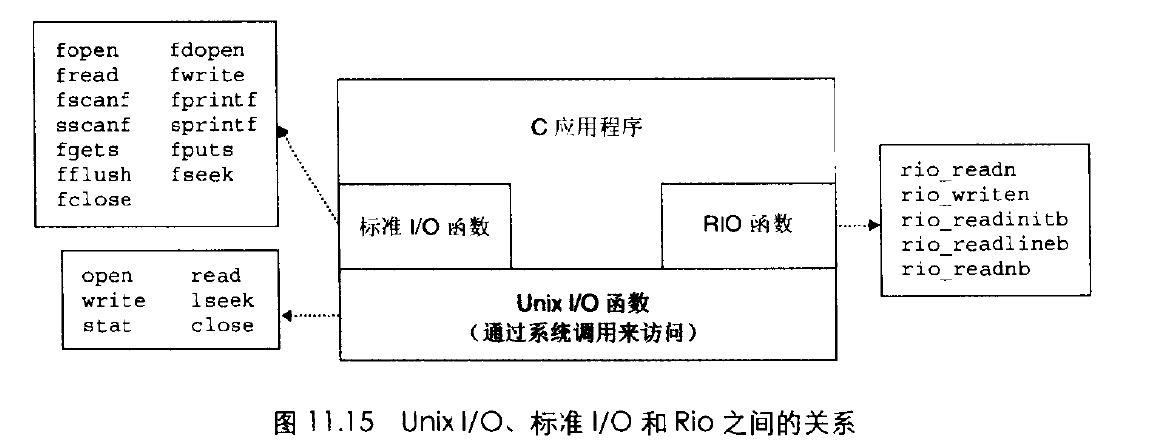 fopen fdopen
fread fwrite
fscanf fprintf
sscanf sprintf
fgets fputs
fflush fseek
fclose
C 应用程序
标准 I/O 函数
RIO 函数
rio_readn
rio_writen
rio_readinitb
rio_readlineb
rio_readnb
open read
write lseek
stat close
Unix I/O 函数
（通过系统调用来访问）
图 11.15 Unix I/O、标准 I/O 和 Rio 之间的关系